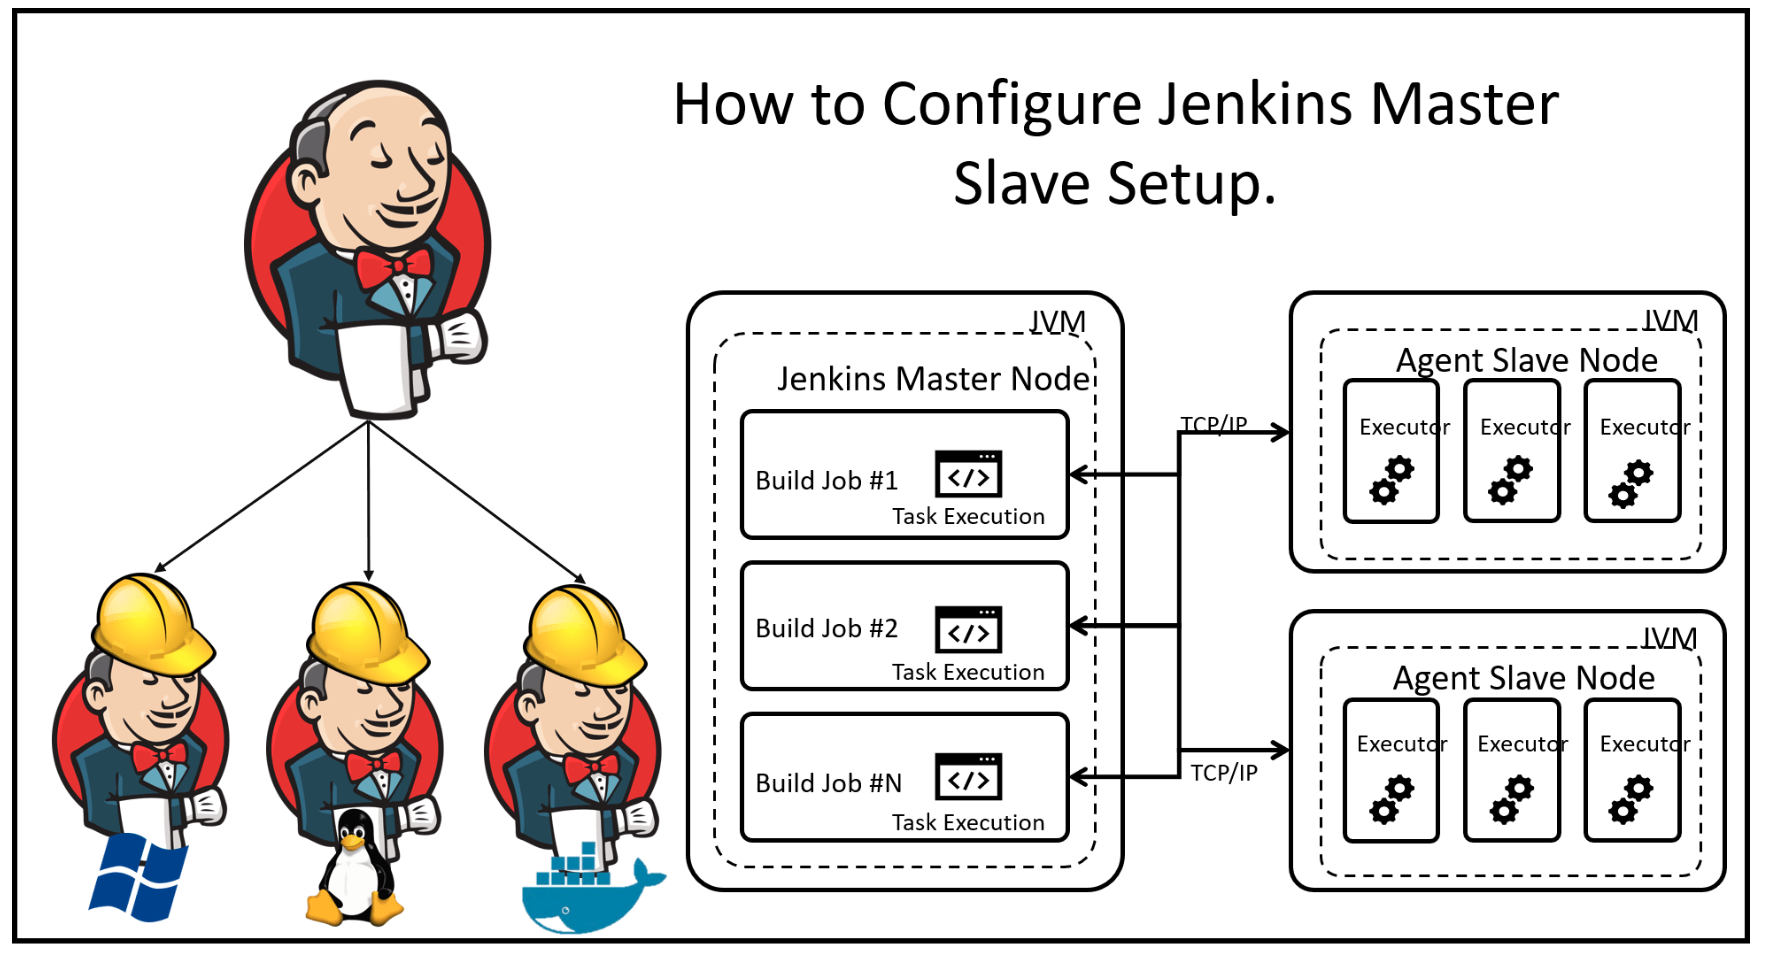 How to Configure Jenkins Master
Slave Setup.
JVM
Jenkins Master Node
Build Job #1
</>
Task Execution
Build Job #2
</>
Task Execution
Build Job #N
</>
Task Execution
TCP/IP
TCP/IP
JVM
Agent Slave Node
Executor Executor Executor
JVM
Agent Slave Node
Executor Executor Executor